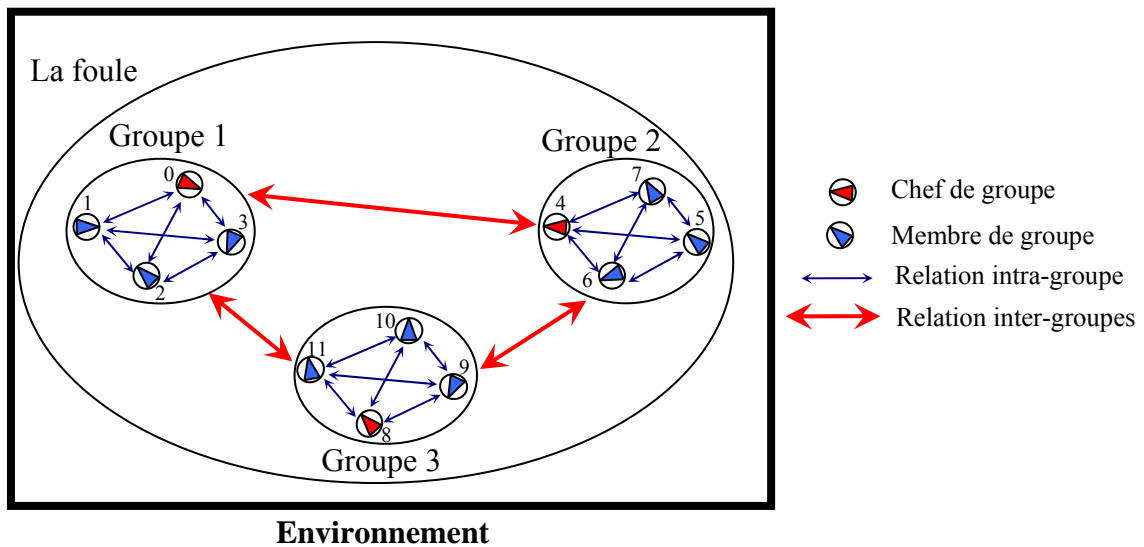 La foule
Groupe 1
0
1
3
2
Groupe 2
7
4
5
6
10
11
9
8
Groupe 3
Chef de groupe
Membre de groupe
Relation intra-groupe
Relation inter-groupes
Environnement